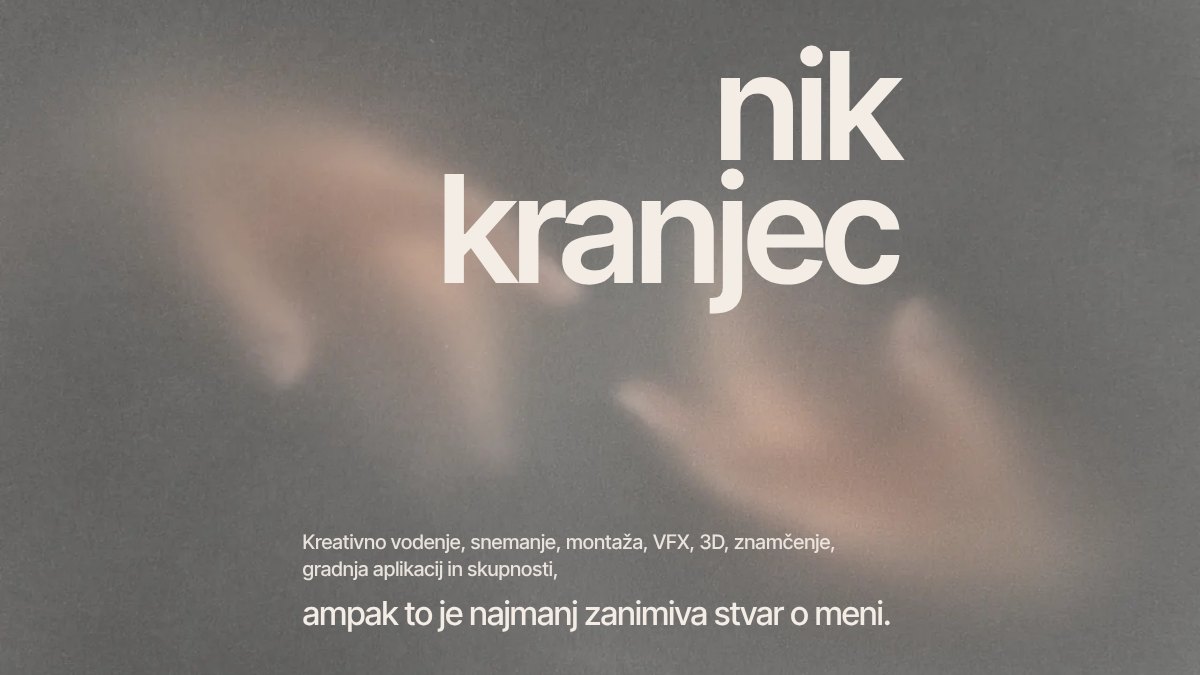 nik
kranjec
Kreativno vodenje, snemanje, montaža, VFX, 3D, znamčenje,
gradnja aplikacij in skupnosti,
ampak to je najmanj zanimiva stvar o meni.